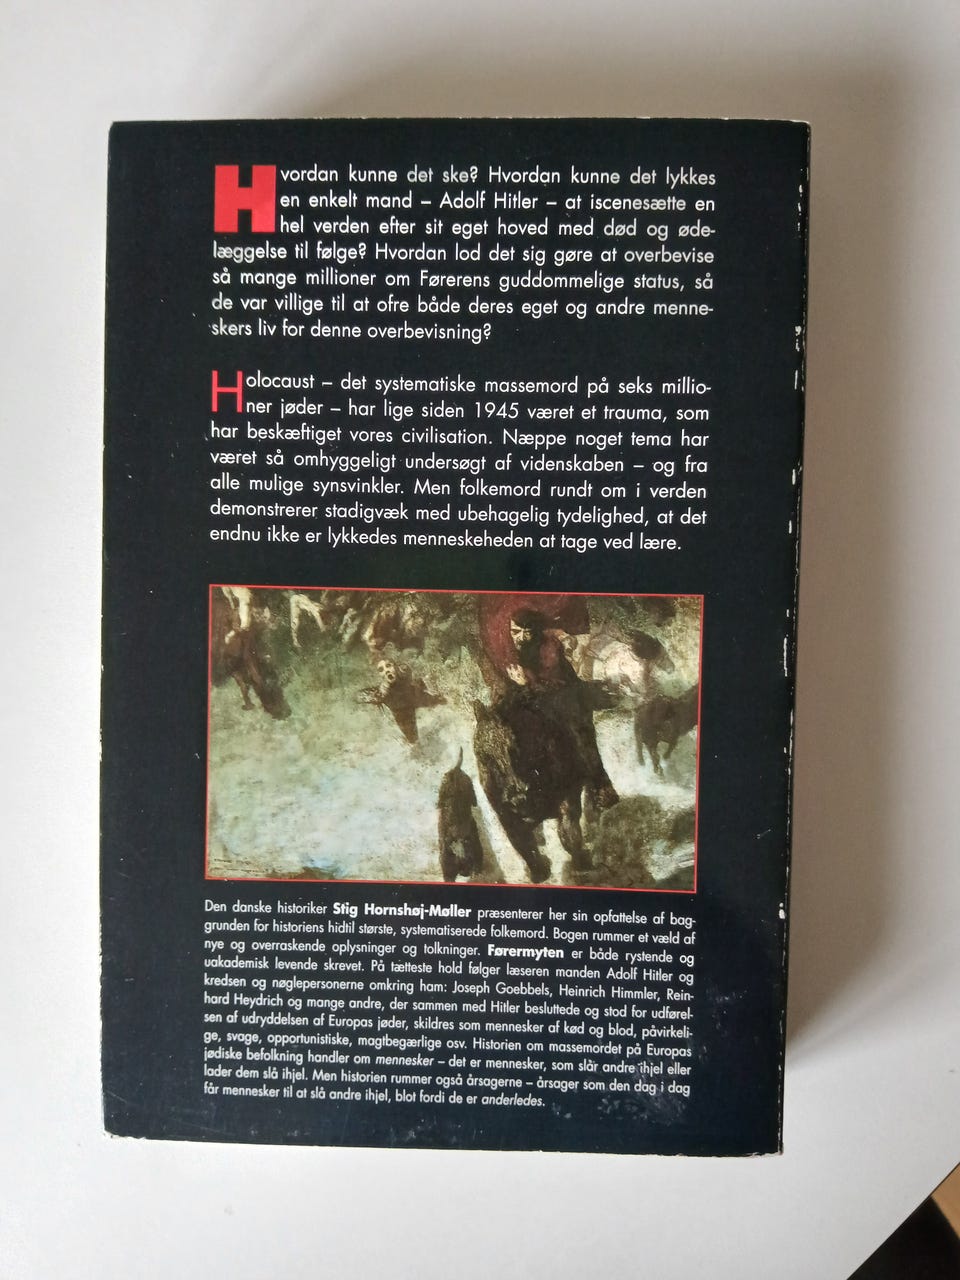 Hvordan kunne det ske? Hvordan kunne det lykkes
en enkelt mand – Adolf Hitler – at iscenesætte en
hel verden efter sit eget hoved med død og øde-
læggelse til følge? Hvordan lod det sig gøre at overbevise
så mange millioner om Førerens guddommelige status, så
de var villige til at ofre både deres eget og andre menne-
skers liv for denne overbevisning?
Holocaust – det systematiske massemord på seks millio-
ner jøder – har lige siden 1945 været et trauma, som
har beskæftiget vores civilisation. Næppe noget tema har
været så omhyggeligt undersøgt af videnskaben – og fra
alle mulige synsvinkler. Men folkemord rundt om i verden
demonstrerer stadigvæk med ubehagelig tydelighed, at det
endnu ikke er lykkedes menneskeheden at tage ved lære.
Den danske historiker Stig Hornshøj-Møller præsenterer her sin opfattelse af bag-
grunden for historiens hidtil største, systematiserede folkemord. Bogen rummer et væld af
nye og overraskende oplysninger og tolkninger. Førermyten er både rystende og
uakademisk levende skrevet. På tætteste hold følger læseren manden Adolf Hitler og
kredsen og nøglepersonerne omkring ham: Joseph Goebbels, Heinrich Himmler, Rein-
hard Heydrich og mange andre, der sammen med Hitler besluttede og stod for udførel-
sen af udryddelsen af Europas jøder, skildres som mennesker af kød og blod, påvirkeli-
ge, svage, opportunistiske, magtbegærlige osv. Historien om massemordet på Europas
jødiske befolkning handler om mennesker – det er mennesker, som slår andre ihjel eller
lader dem slå ihjel. Men historien rummer også årsagerne – årsager som den dag i dag
får mennesker til at slå andre ihjel, blot fordi de er anderledes.